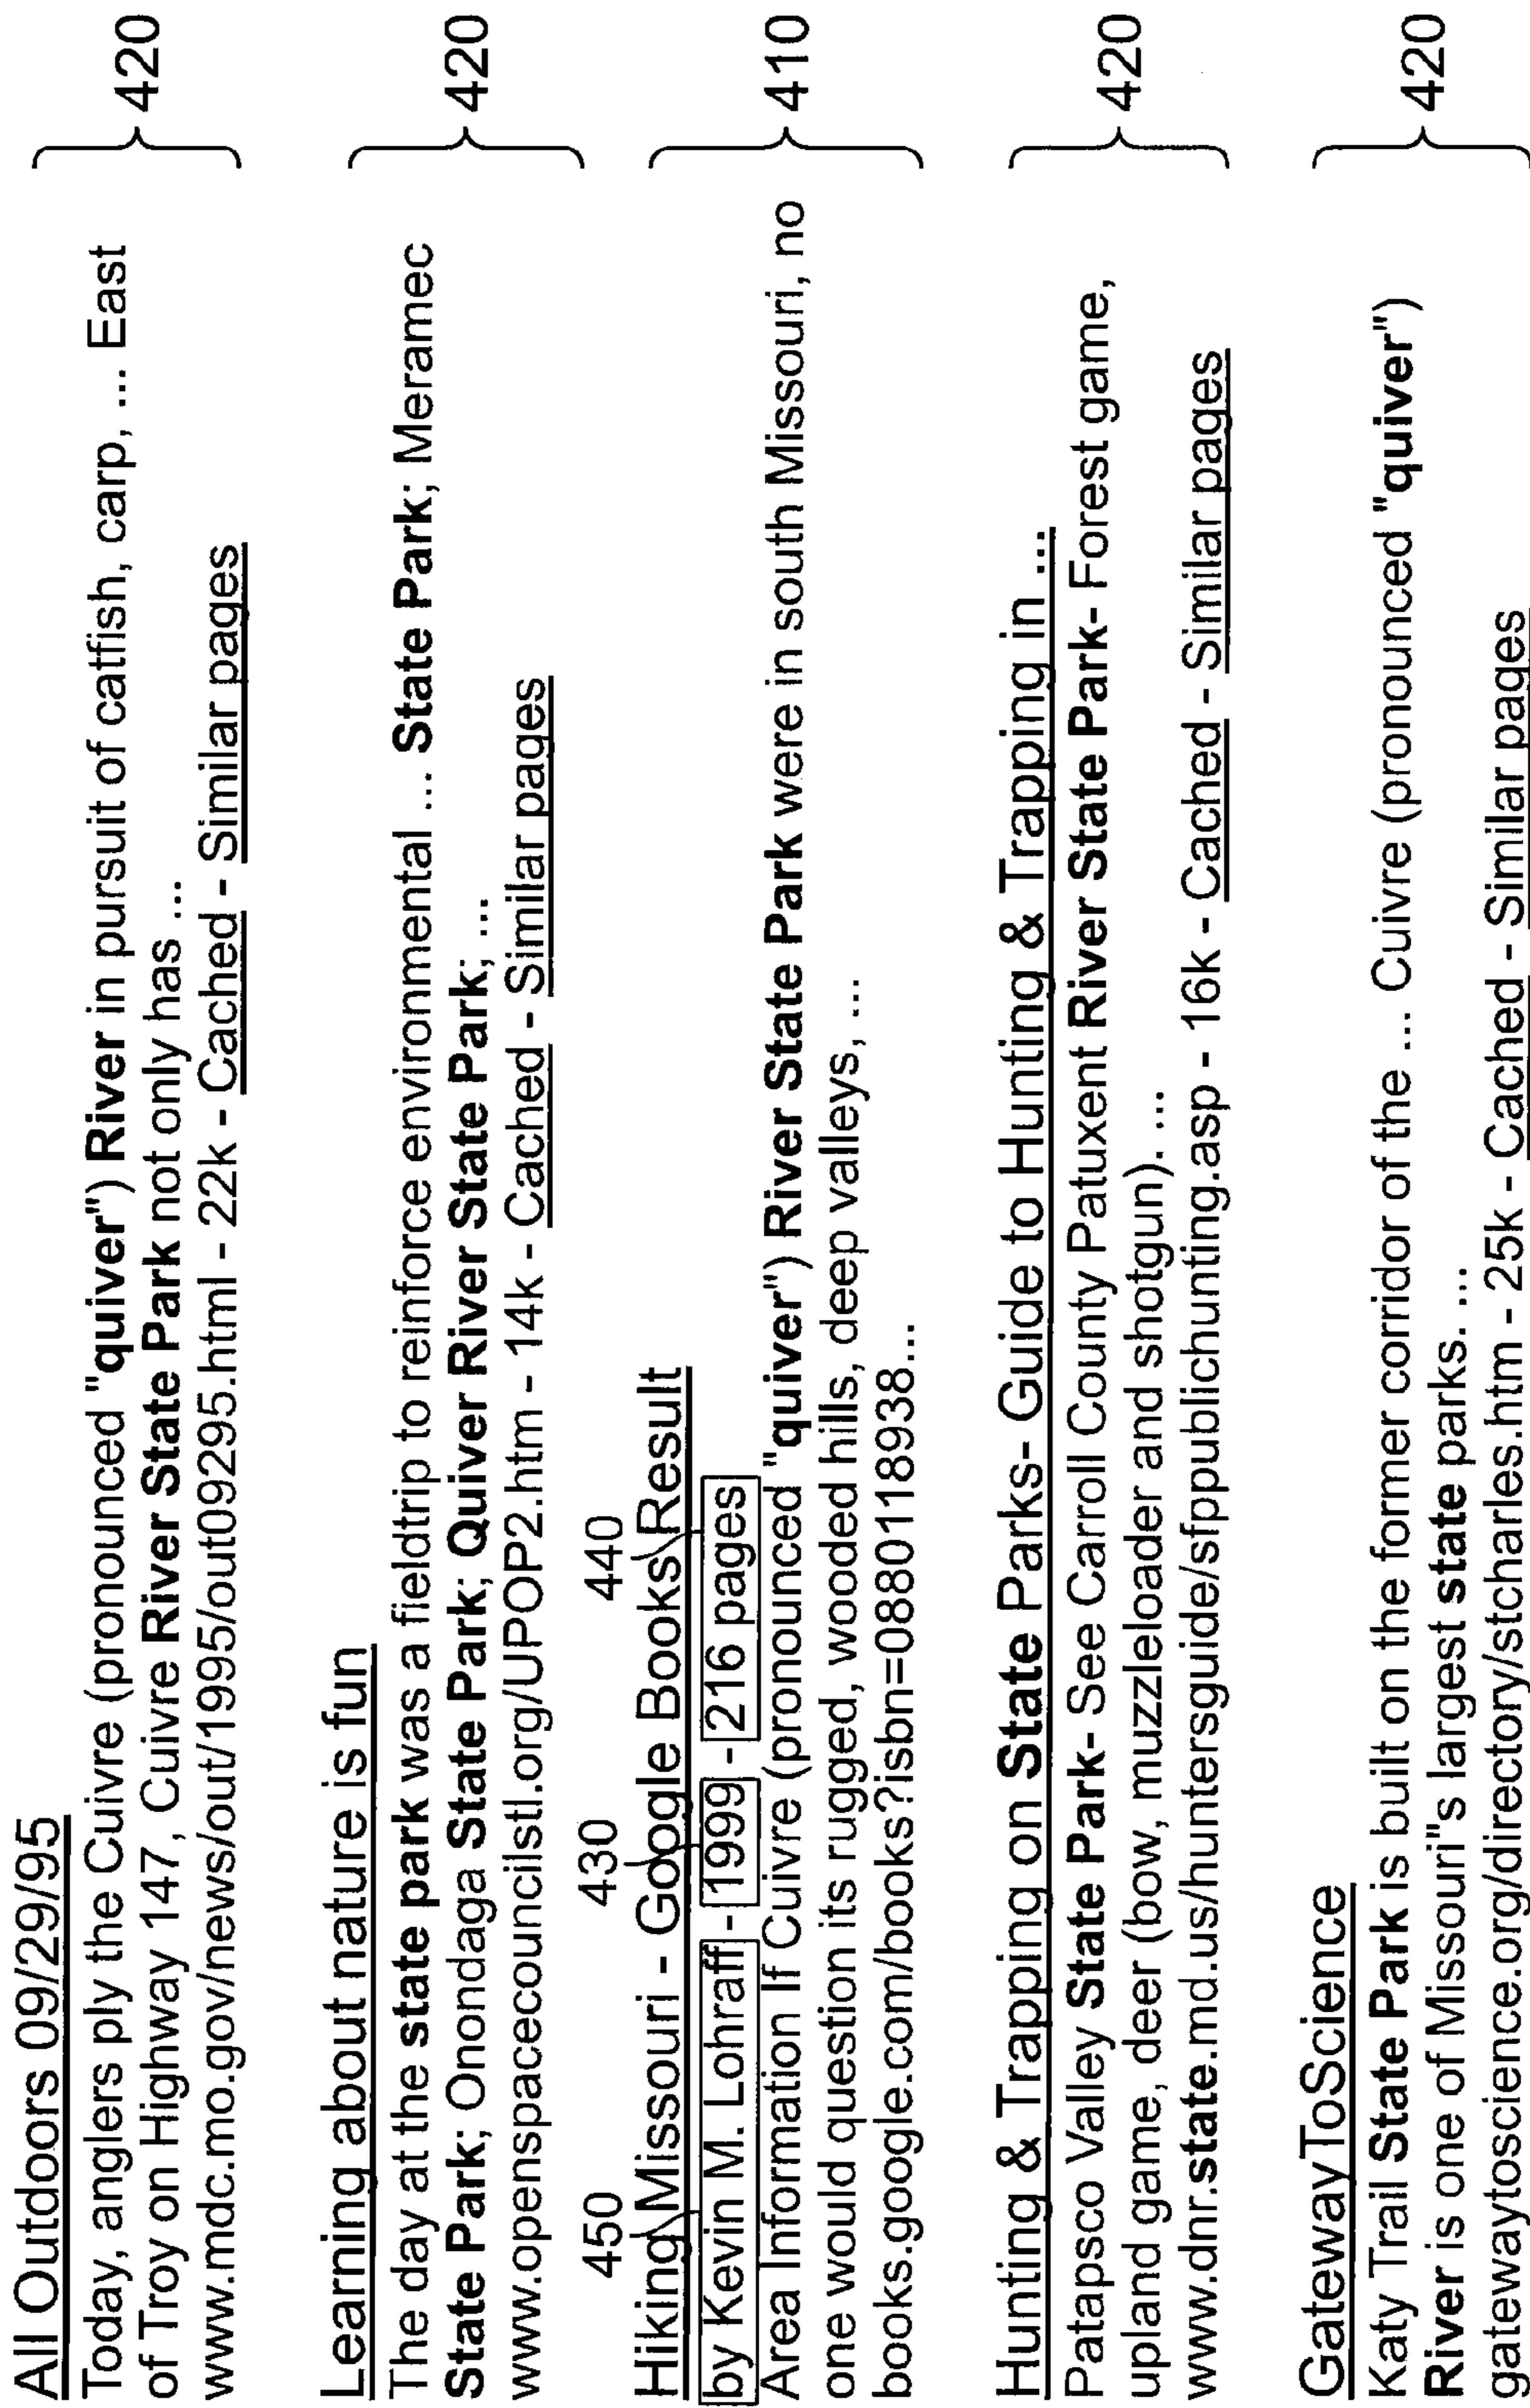 All Outdoors 09/29/95
Today, anglers ply the Cuivre (pronounced "quiver") River in pursuit of catfish, carp, ... East
of Troy on Highway 147, Cuivre River State Park not only has ...
www.mdc.mo.gov/news/out/1995/out09295.html - 22k - Cached - Similar pages
420
Learning about nature is fun
The day at the state park was a fieldtrip to reinforce environmental ... State Park; Meramec
State Park; Onondaga State Park; Quiver River State Park; ...
www.openspacecouncilstl.org/UPOP2.htm - 14k - Cached - Similar pages
420
450 430 440
Hiking Missouri - Google Books Result
by Kevin M. Lohraff - 1999 - 216 pages
Area Information If Cuivre (pronounced "quiver") River State Park were in south Missouri, no
one would question its rugged, wooded hills, deep valleys, ...
books.google.com/books?isbn=0880118938...
410
Hunting & Trapping on State Parks- Guide to Hunting & Trapping in ...
Patapsco Valley State Park- See Carroll County Patuxent River State Park- Forest game,
upland game, deer (bow, muzzleloader and shotgun). ...
www.dnr.state.md.us/huntersguide/sfppublichunting.asp - 16k - Cached - Similar pages
420
GatewayToScience
Katy Trail State Park is built on the former corridor of the ... Cuivre (pronounced "quiver")
River is one of Missouri"s largest state parks. ...
gatewaytoscience.org/directory/stcharles.htm - 25k - Cached - Similar pages
420